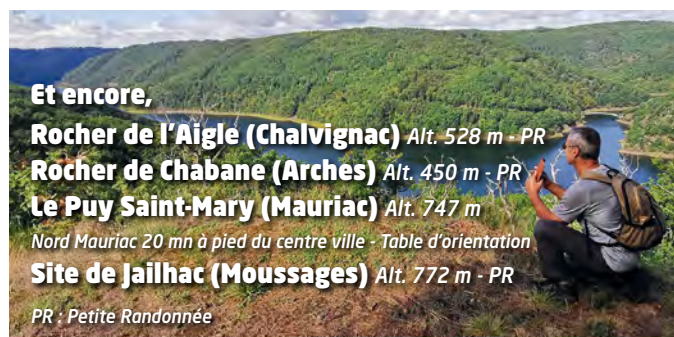 Et encore,
Rocher de l'Aigle (Chalvignac) Alt. 528 m - PR
Rocher de Chabane (Arches) Alt. 450 m - PR
Le Puy Saint-Mary (Mauriac) Alt. 747 m
Nord Mauriac 20 mn à pied du centre ville - Table d'orientation
Site de Jailhac (Moussages) Alt. 772 m - PR
PR : Petite Randonnée